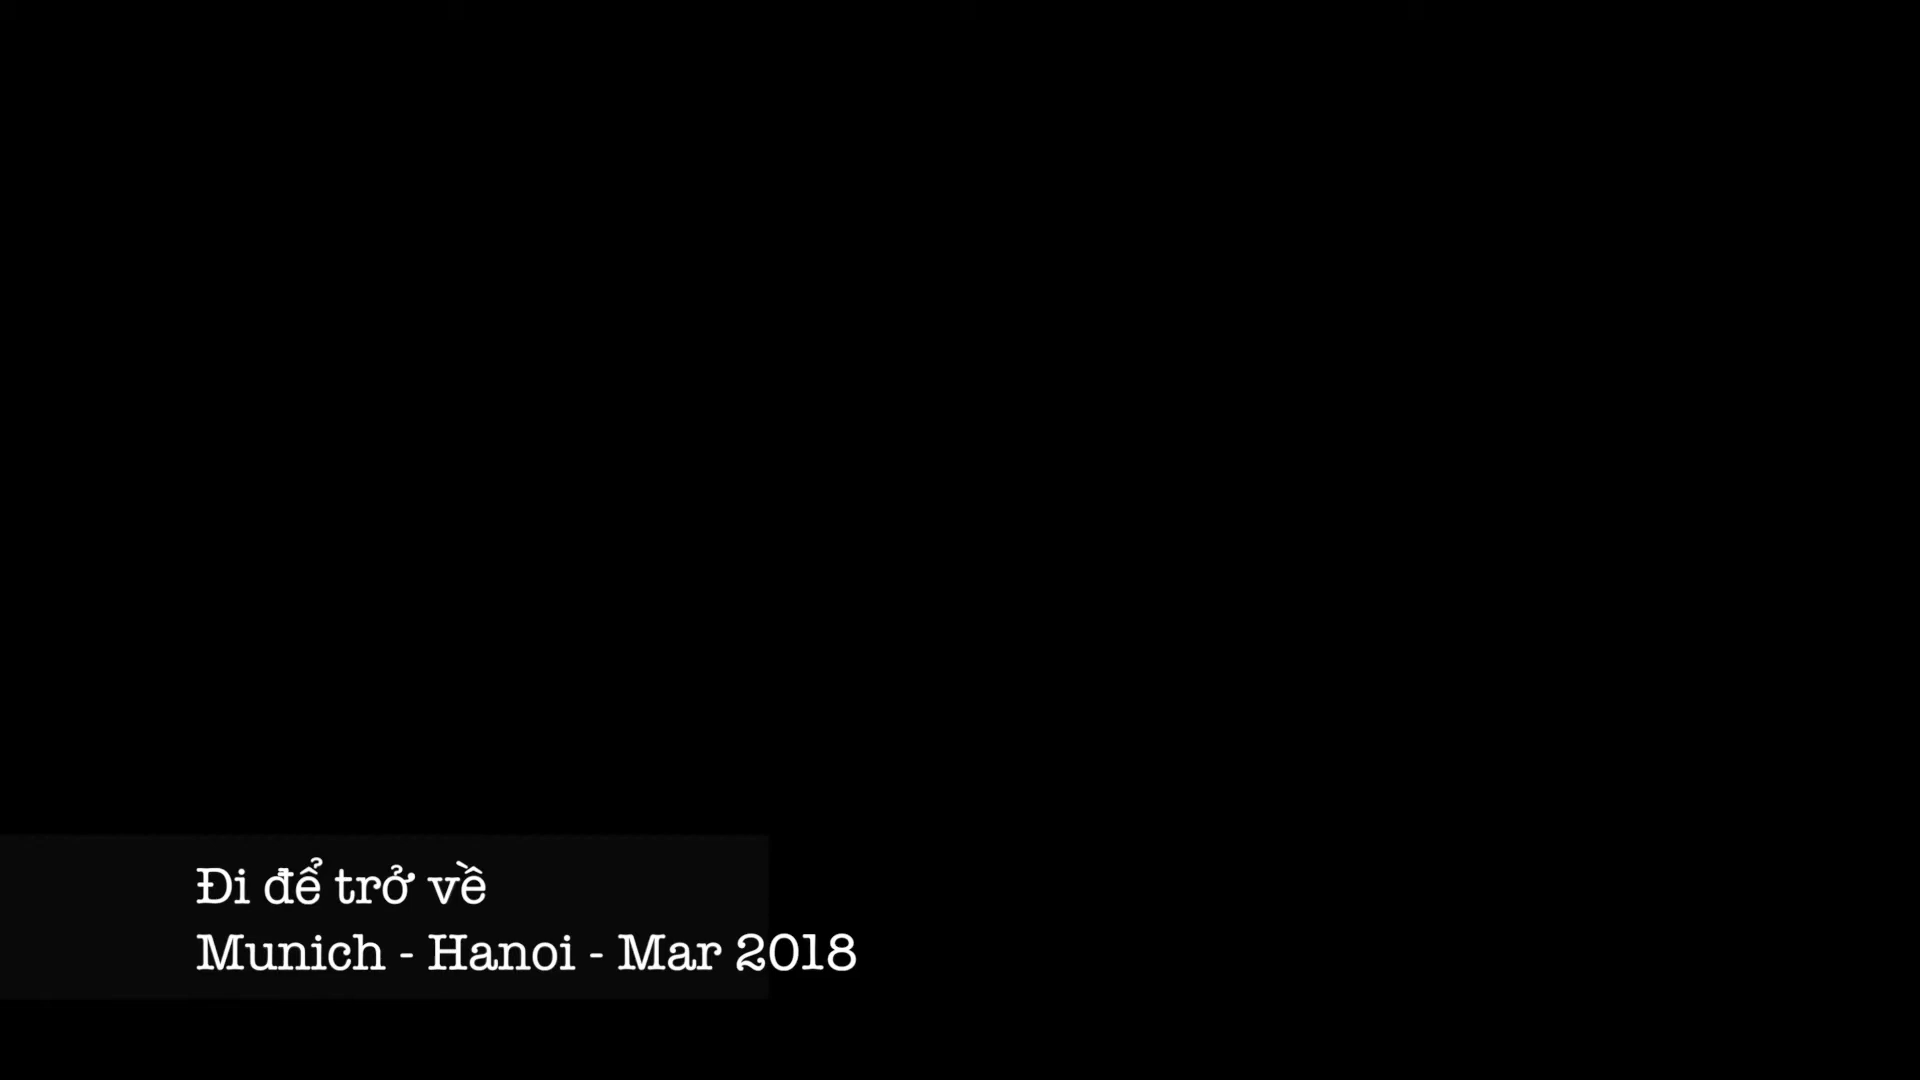 Đi để trở về
Munich - Hanoi - Mar 2018